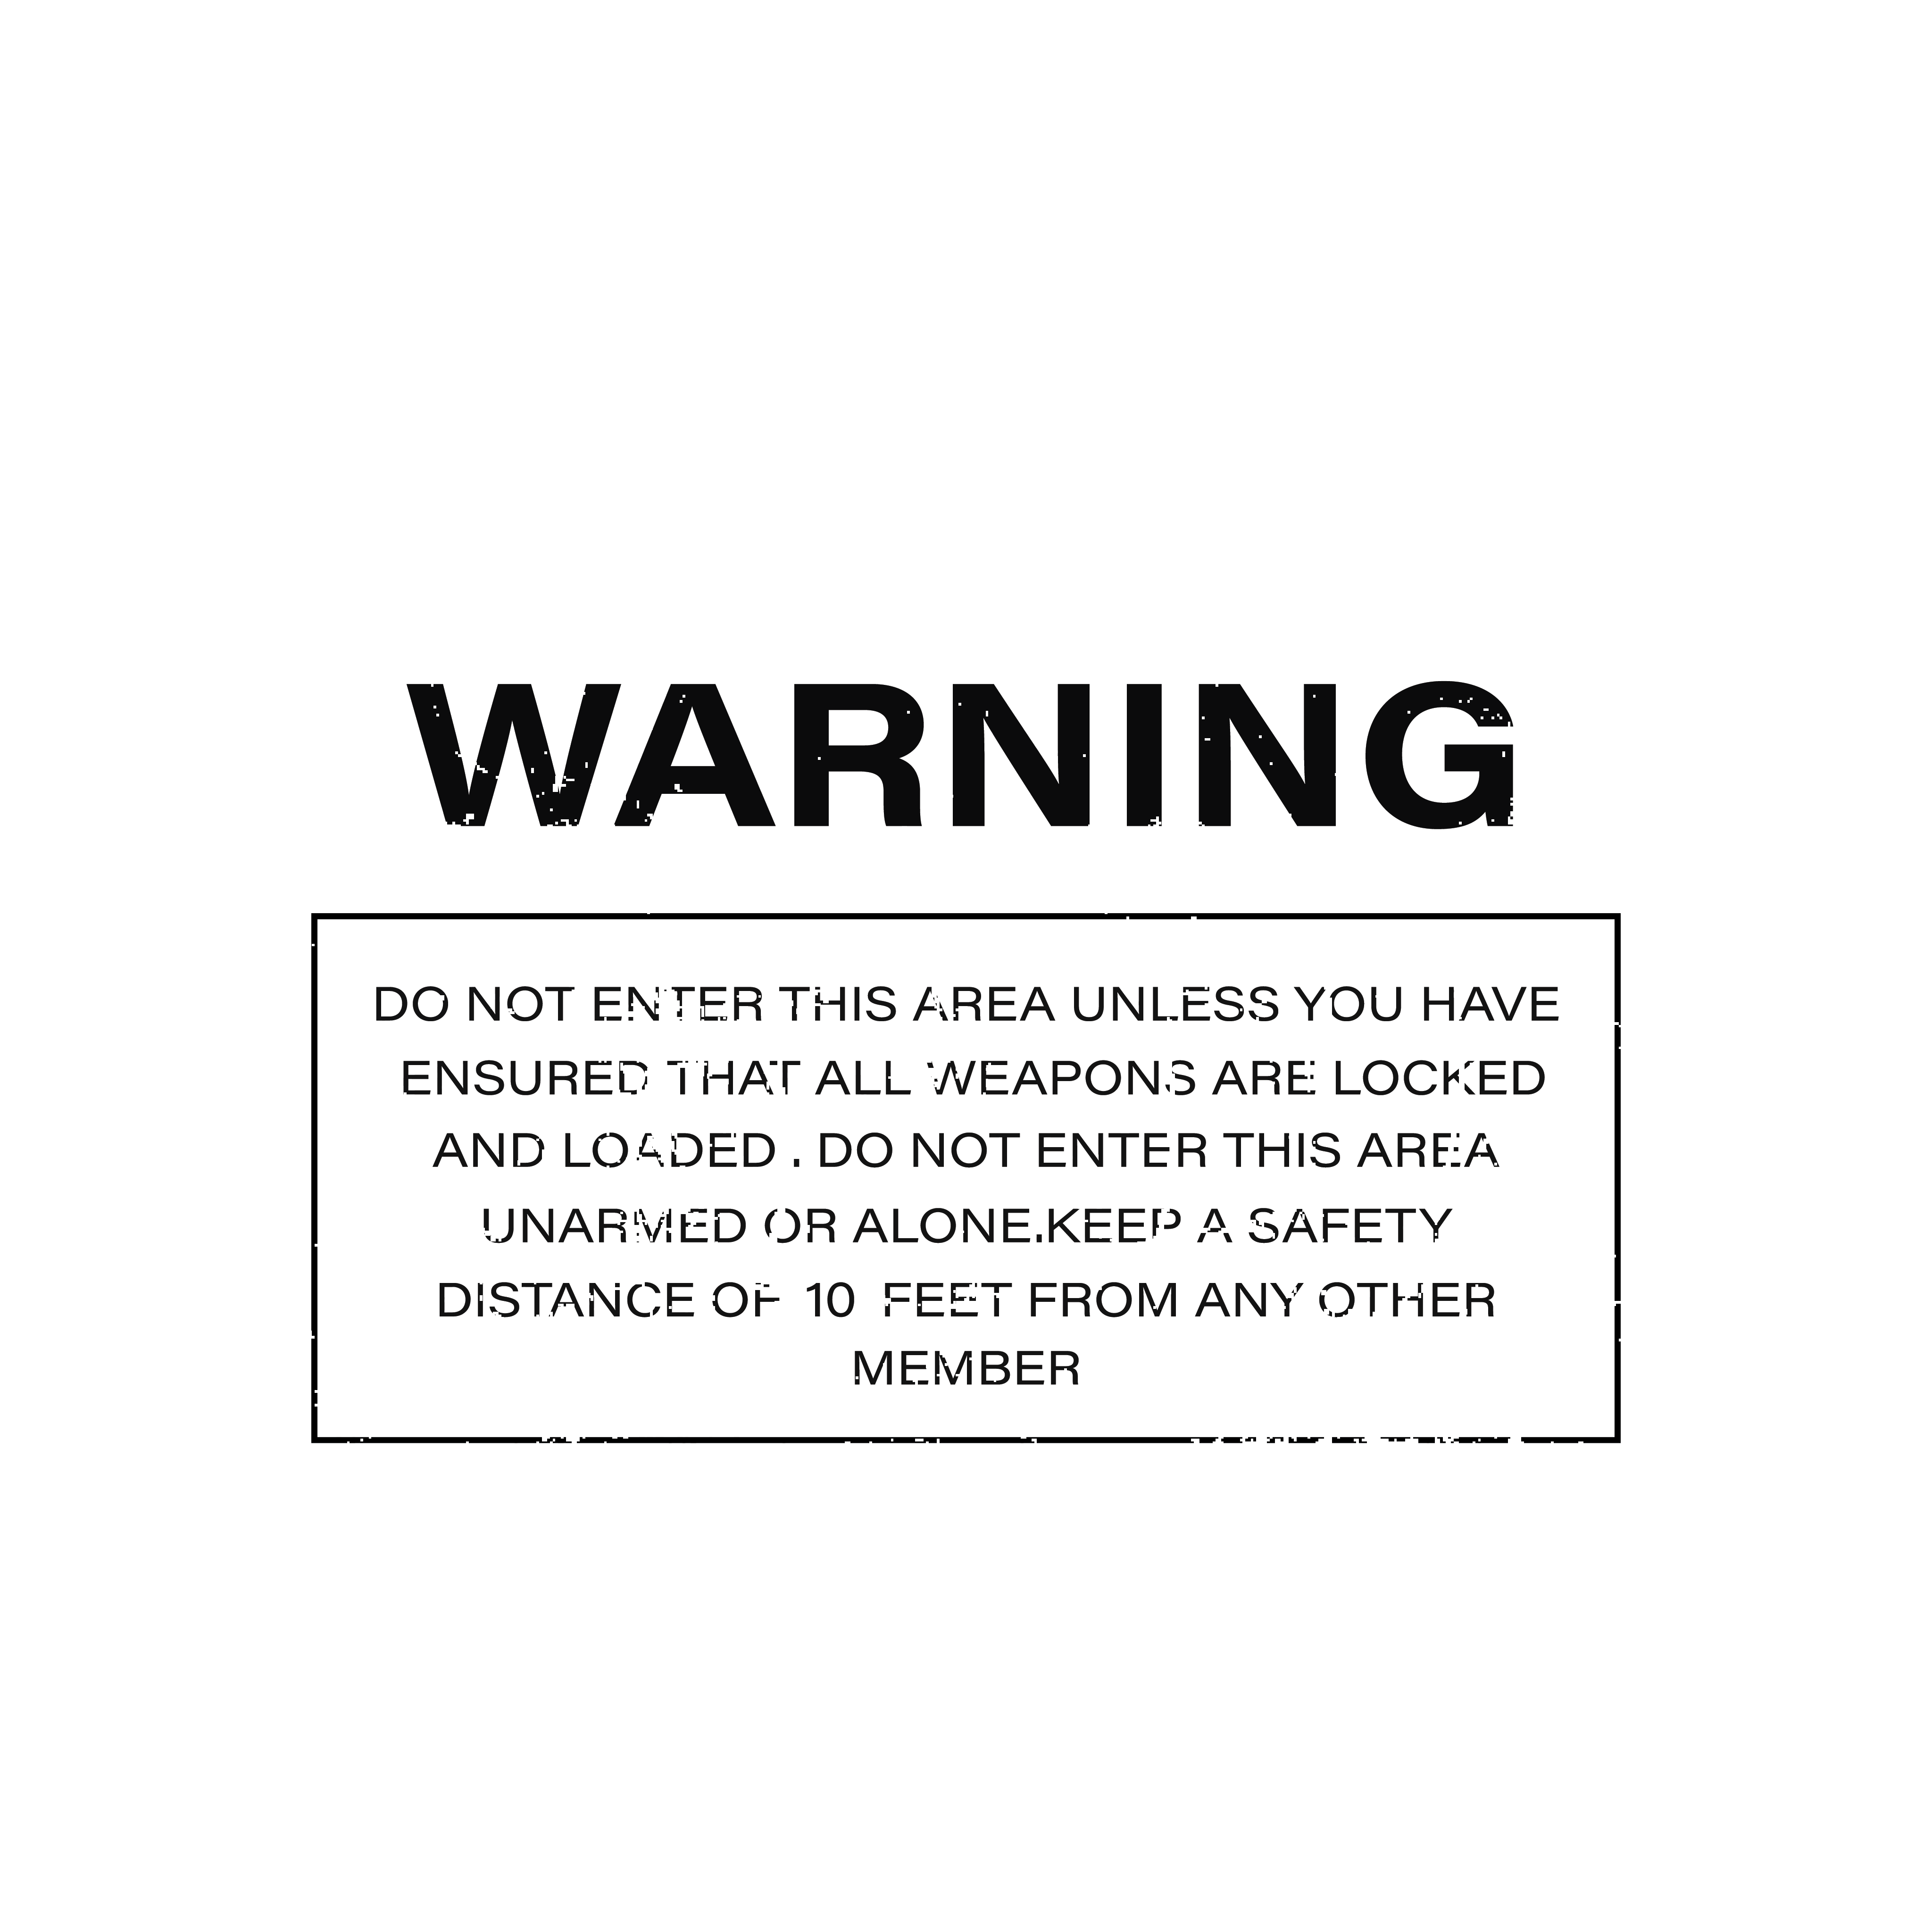 WARNING
DO NOT ENTER THIS AREA UNLESS YOU HAVE
ENSURED THAT ALL WEAPONS ARE LOCKED
AND LOADED . DO NOT ENTER THIS AREA
UNARMED OR ALONE.KEEP A SAFETY
DISTANCE OF 10 FEET FROM ANY OTHER
MEMBER